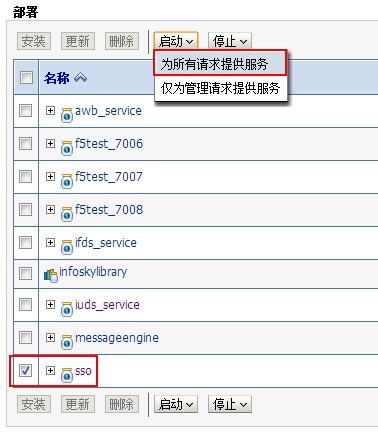 部署
安装 更新 删除 启动 停止
为所有请求提供服务
仅为管理请求提供服务
名称
awb_service
f5test_7006
f5test_7007
f5test_7008
ifds_service
infoskylibrary
iuds_service
messageengine
sso
安装 更新 删除 启动 停止